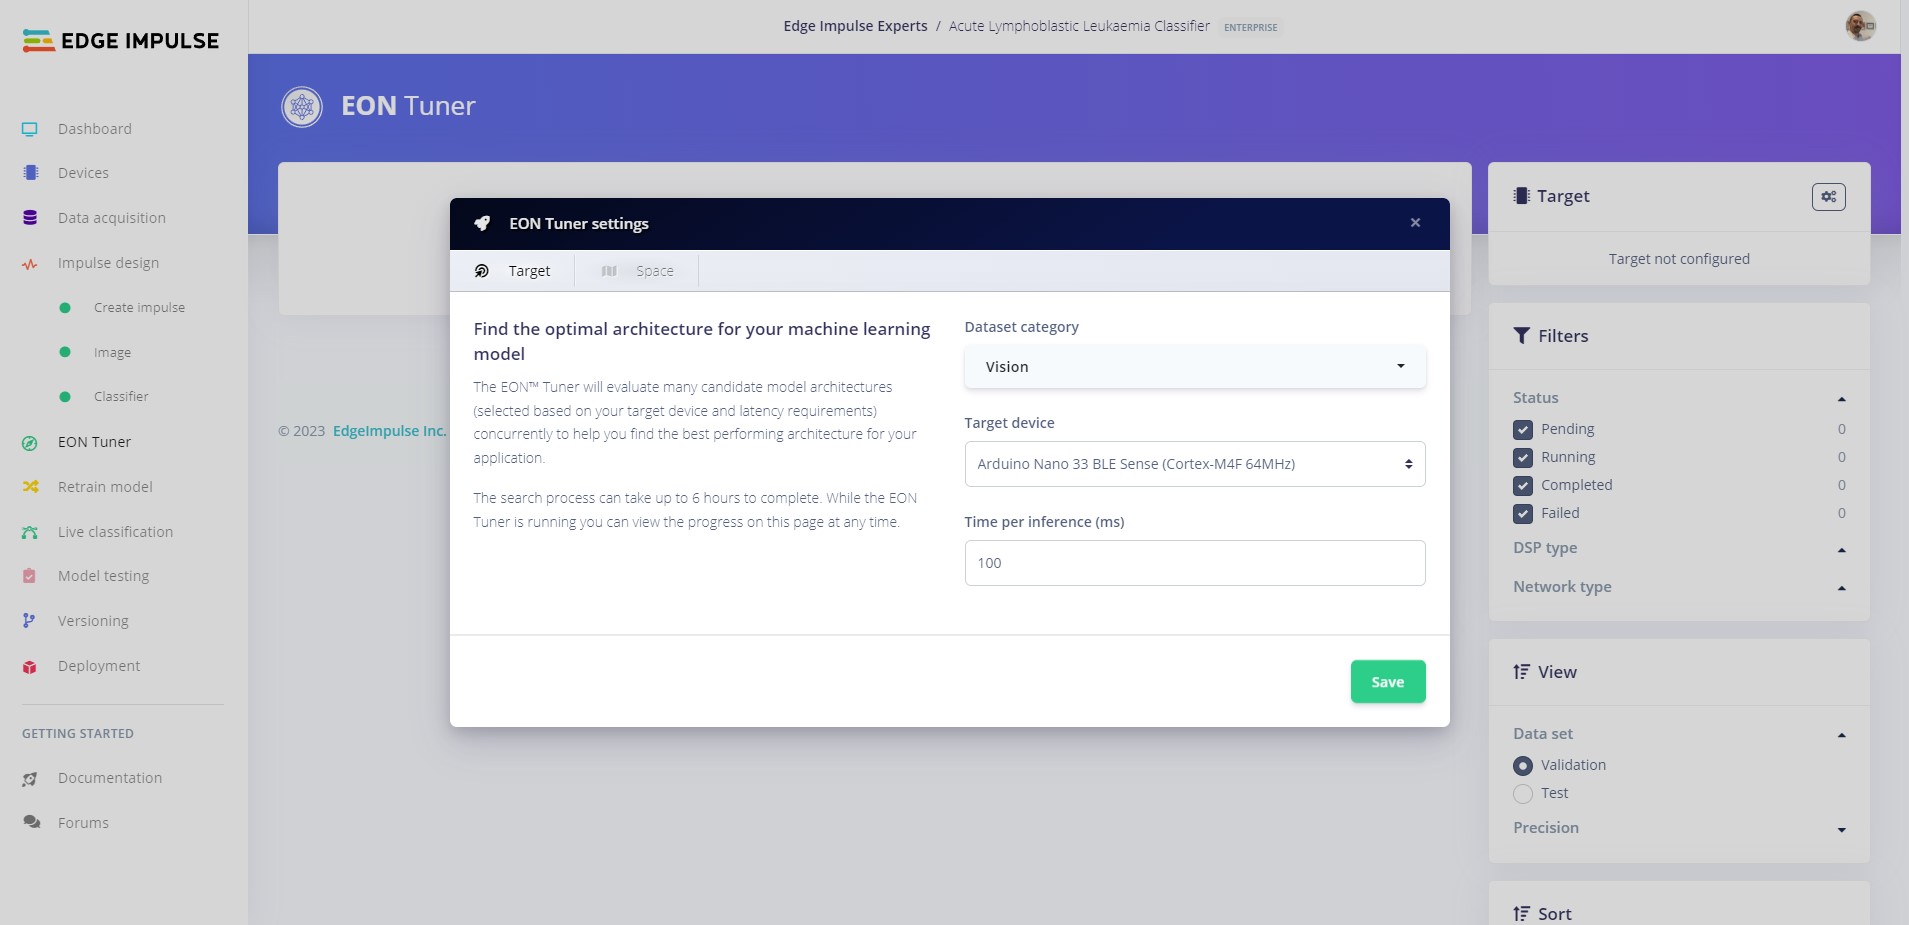 EDGE IMPULSE
Edge Impulse Experts / Acute Lymphoblastic Leukaemia Classifier ENTERPRISE
Dashboard
Devices
Data acquisition
Impulse design
Create impulse
Image
Classifier
EON Tuner
Retrain model
Live classification
Model testing
Versioning
Deployment
GETTING STARTED
Documentation
Forums
EON Tuner
© 2023 EdgeImpulse Inc.
EON Tuner settings
×
Target
Space
Find the optimal architecture for your machine learning
model
The EON™ Tuner will evaluate many candidate model architectures
(selected based on your target device and latency requirements)
concurrently to help you find the best performing architecture for your
application.
The search process can take up to 6 hours to complete. While the EON
Tuner is running you can view the progress on this page at any time.
Dataset category
Vision
Target device
Arduino Nano 33 BLE Sense (Cortex-M4F 64MHz)
Time per inference (ms)
100
Save
Target
Target not configured
Filters
Status
Pending 0
Running 0
Completed 0
Failed 0
DSP type
Network type
View
Data set
Validation
Test
Precision
Sort